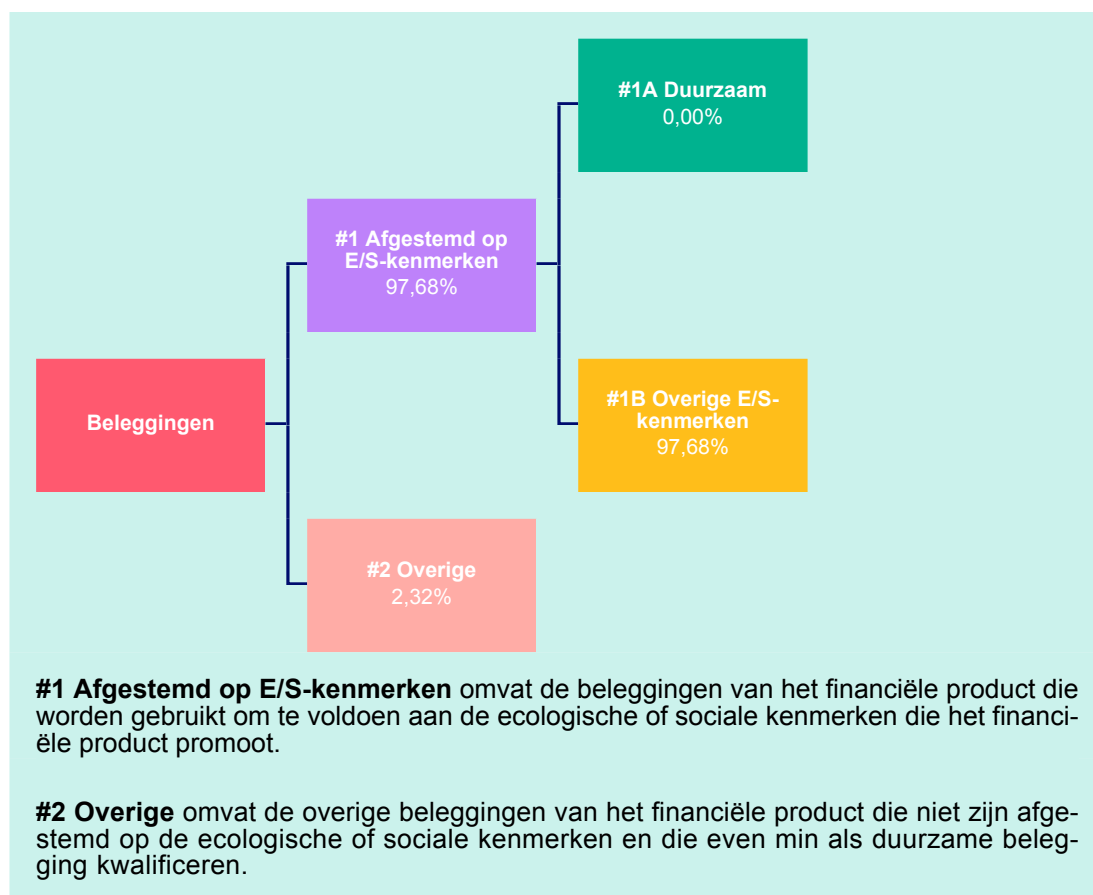 #1A Duurzaam
0,00%
#1 Afgestemd op
E/S-kenmerken
97,68%
Beleggingen
#1B Overige E/S-
kenmerken
97,68%
#2 Overige
2,32%
#1 Afgestemd op E/S-kenmerken omvat de beleggingen van het financiële product die
worden gebruikt om te voldoen aan de ecologische of sociale kenmerken die het financi-
ële product promoot.
#2 Overige omvat de overige beleggingen van het financiële product die niet zijn afge-
stemd op de ecologische of sociale kenmerken en die even min als duurzame beleg-
ging kwalificeren.